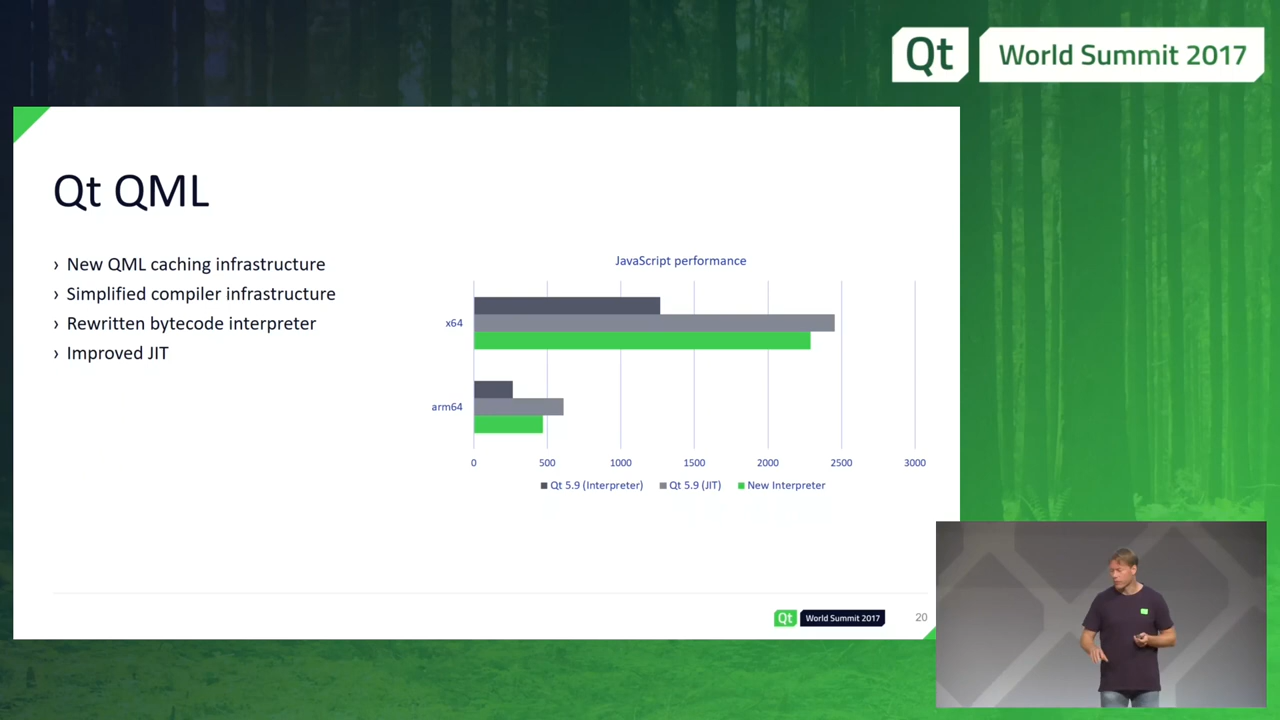 Qt World Summit 2017
Qt QML
› New QML caching infrastructure
› Simplified compiler infrastructure
› Rewritten bytecode interpreter
› Improved JIT
JavaScript performance
x64
arm64
0 500 1000 1500 2000 2500 3000
Qt 5.9 (Interpreter) Qt 5.9 (JIT) New Interpreter
Qt World Summit 2017 20